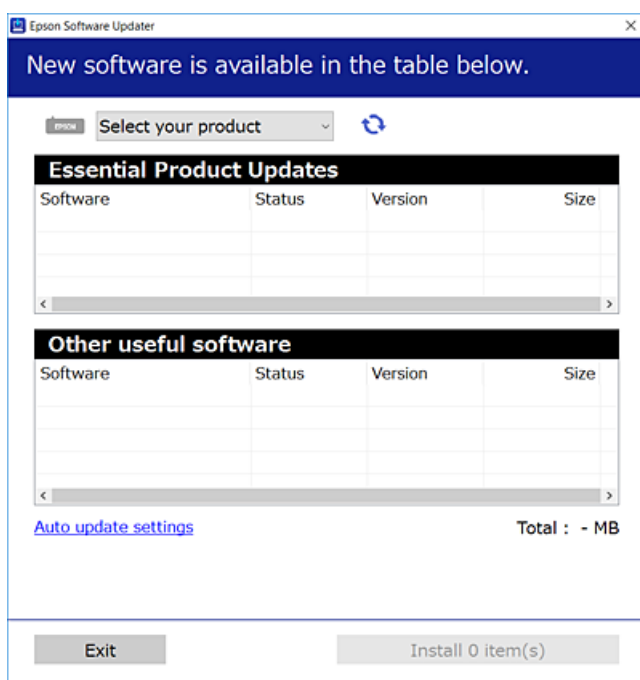 Epson Software Updater
New software is available in the table below.
EPSON Select your product
Essential Product Updates
Software Status Version Size
Other useful software
Software Status Version Size
Auto update settings Total : - MB
Exit Install 0 item(s)